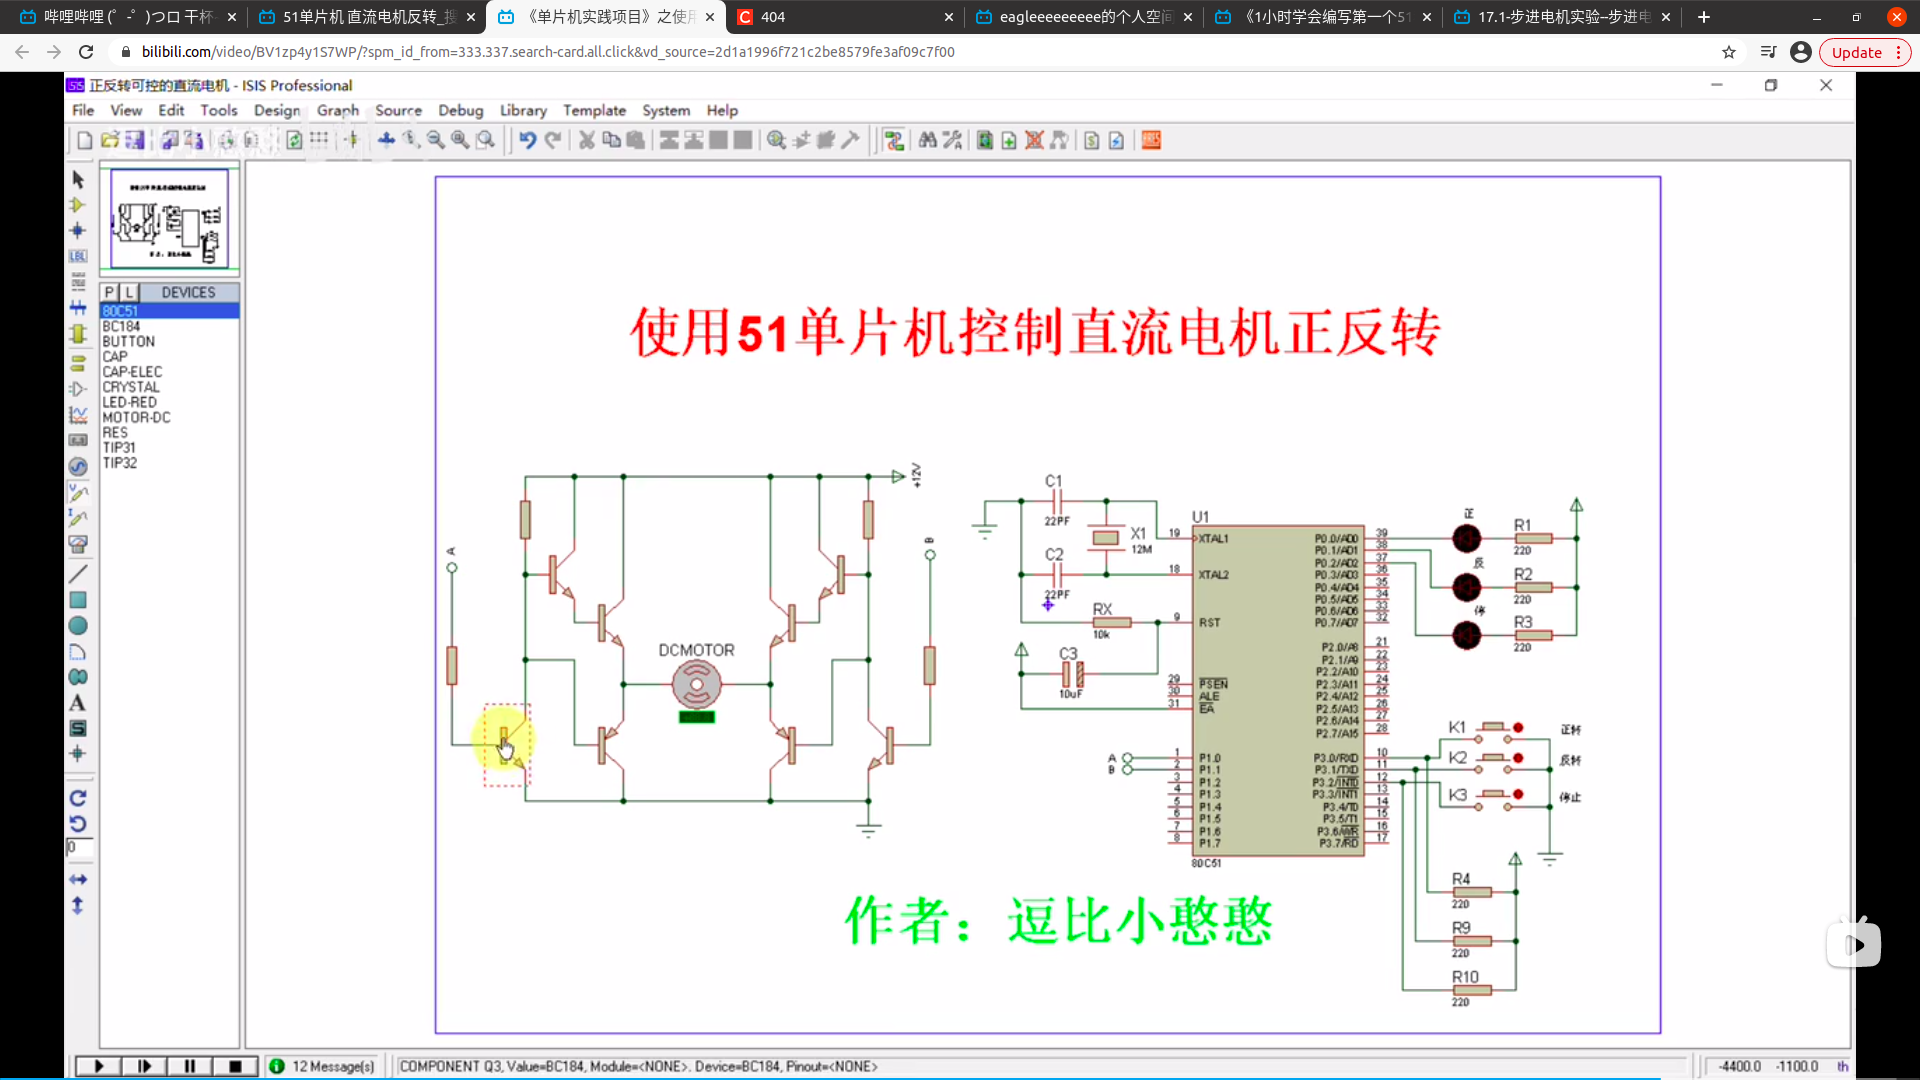 哔哩哔哩 (゜-゜)つロ 干杯
51单片机 直流电机反转_
《单片机实践项目》之使用
404
eagleeeeeeeee的个人空间
《1小时学会编写第一个51
17.1-步进电机实验--步进电
bilibili.com/video/BV1zp4y1S7WP/?spm_id_from=333.337.search-card.all.click&vd_source=2d1a1996f721c2be8579fe3af09c7f00
Update
正反转可控的直流电机 - ISIS Professional
File View Edit Tools Design Graph Source Debug Library Template System Help
P L DEVICES
80C51
BC184
BUTTON
CAP
CAP-ELEC
CRYSTAL
LED-RED
MOTOR-DC
RES
TIP31
TIP32
使用51单片机控制直流电机正反转
+12V
A
B
DCMOTOR
C1
22PF
X1
12M
C2
22PF
RX
10k
C3
10uF
U1
19 XTAL1
18 XTAL2
9 RST
29 PSEN
30 ALE
31 EA
A 1 P1.0
B 2 P1.1
3 P1.2
4 P1.3
5 P1.4
6 P1.5
7 P1.6
8 P1.7
80C51
P0.0/AD0 39
P0.1/AD1 38
P0.2/AD2 37
P0.3/AD3 36
P0.4/AD4 35
P0.5/AD5 34
P0.6/AD6 33
P0.7/AD7 32
P2.0/A8 21
P2.1/A9 22
P2.2/A10 23
P2.3/A11 24
P2.4/A12 25
P2.5/A13 26
P2.6/A14 27
P2.7/A15 28
P3.0/RXD 10
P3.1/TXD 11
P3.2/INT0 12
P3.3/INT1 13
P3.4/T0 14
P3.5/T1 15
P3.6/WR 16
P3.7/RD 17
正
R1
220
反
R2
220
停
R3
220
K1 正转
K2 反转
K3 停止
R4
220
R9
220
R10
220
作者：逗比小憨憨
0
12 Message(s)
COMPONENT Q3, Value=BC184, Module=<NONE>, Device=BC184, Pinout=<NONE>
-4400.0 -1100.0 th